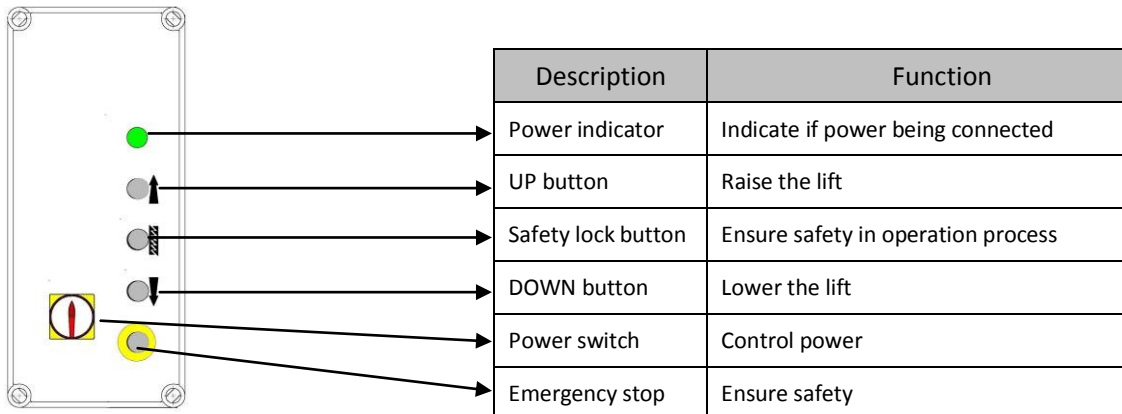 Description Function
Power indicator Indicate if power being connected
UP button Raise the lift
Safety lock button Ensure safety in operation process
DOWN button Lower the lift
Power switch Control power
Emergency stop Ensure safety